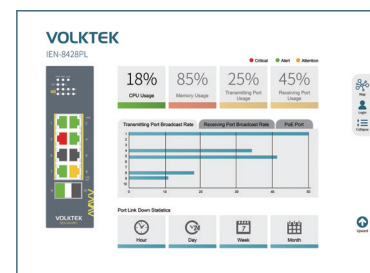 VOLKTEK
IEN-8428PL
Critical Alert Attention
18% 85% 25% 45%
CPU Usage Memory Usage Transmitting Port Usage Receiving Port Usage
Map
Login
Collapse
Transmitting Port Broadcast Rate Receiving Port Broadcast Rate PoE Port
1
2
3
4
5
6
7
8
9
10
0 10 20 30 40 50
VOLKTEK
Port Link Down Statistics
7
Hour Day Week Month
Upward